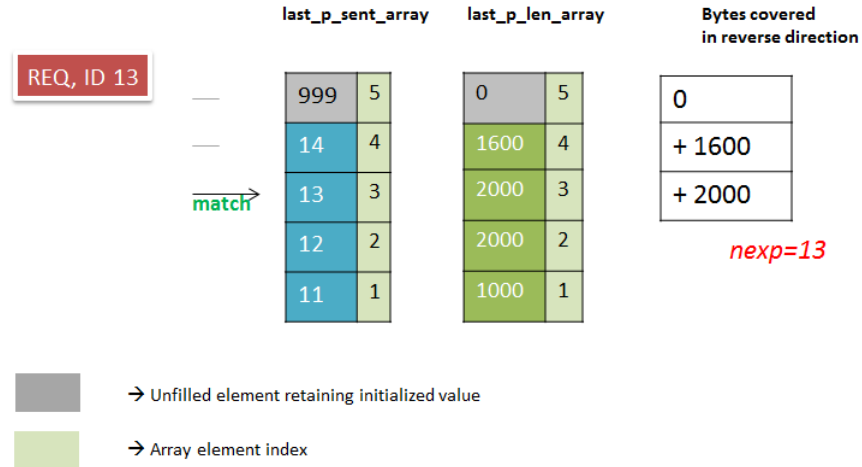 last_p_sent_array last_p_len_array Bytes covered
in reverse direction
REQ, ID 13
999 5 0 5 0
14 4 1600 4 + 1600
match 13 3 2000 3 + 2000
12 2 2000 2 nexp=13
11 1 1000 1
→ Unfilled element retaining initialized value
→ Array element index